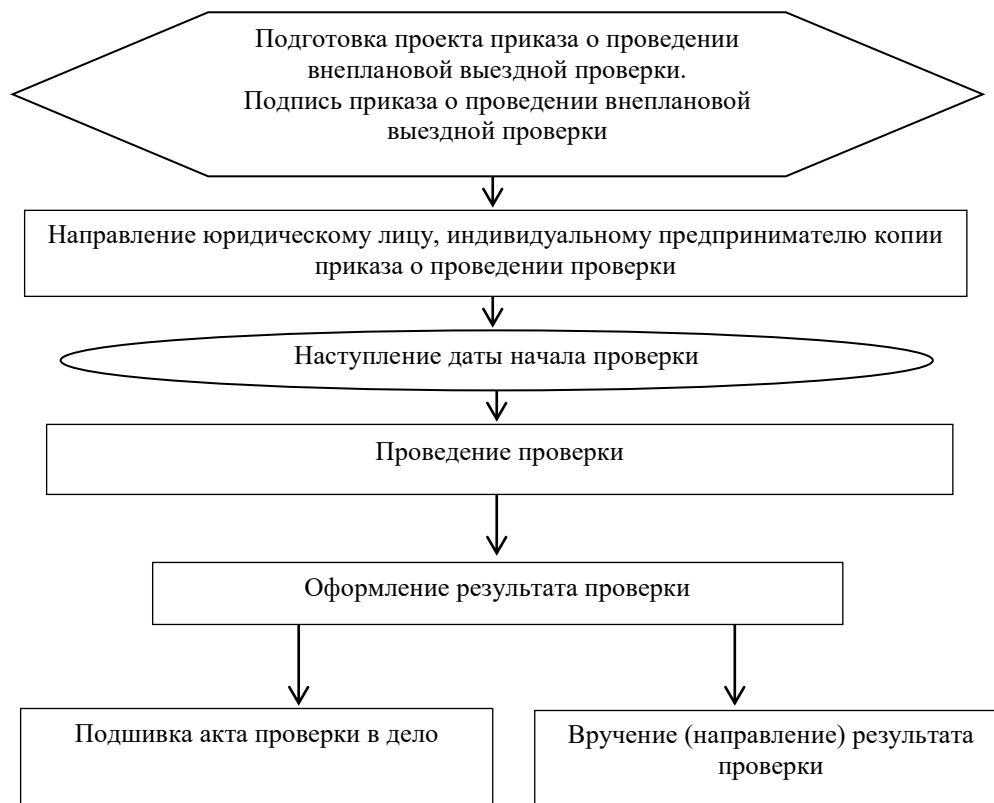 Подготовка проекта приказа о проведении
внеплановой выездной проверки.
Подпись приказа о проведении внеплановой
выездной проверки
Направление юридическому лицу, индивидуальному предпринимателю копии
приказа о проведении проверки
Наступление даты начала проверки
Проведение проверки
Оформление результата проверки
Подшивка акта проверки в дело
Вручение (направление) результата
проверки